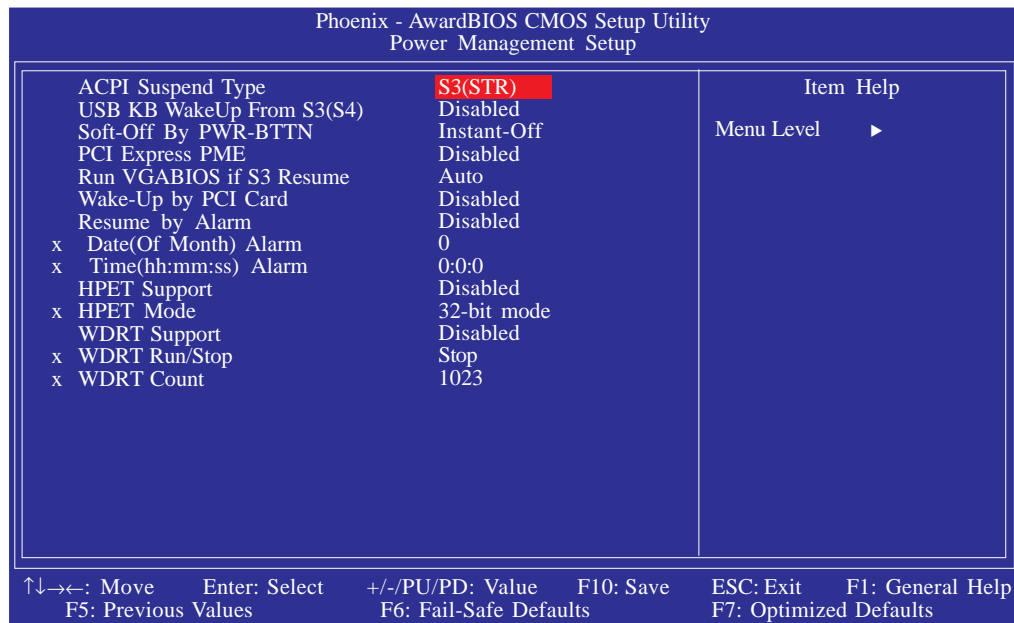 Phoenix - AwardBIOS CMOS Setup Utility
Power Management Setup
ACPI Suspend Type S3(STR)
USB KB WakeUp From S3(S4) Disabled
Soft-Off By PWR-BTTN Instant-Off
PCI Express PME Disabled
Run VGABIOS if S3 Resume Auto
Wake-Up by PCI Card Disabled
Resume by Alarm Disabled
x Date(Of Month) Alarm 0
x Time(hh:mm:ss) Alarm 0:0:0
HPET Support Disabled
x HPET Mode 32-bit mode
WDRT Support Disabled
x WDRT Run/Stop Stop
x WDRT Count 1023
Item Help
Menu Level ►
↑↓→←: Move Enter: Select +/-/PU/PD: Value F10: Save ESC: Exit F1: General Help
F5: Previous Values F6: Fail-Safe Defaults F7: Optimized Defaults